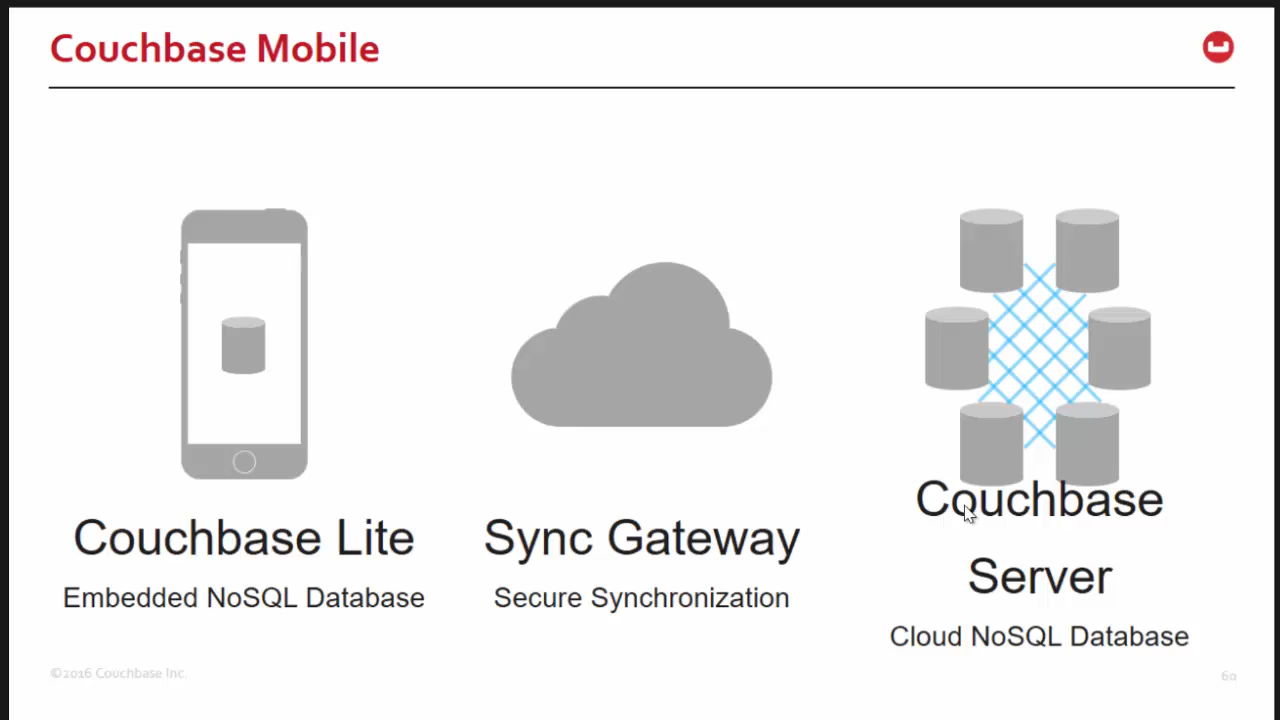 Couchbase Mobile
Couchbase Lite
Embedded NoSQL Database
Sync Gateway
Secure Synchronization
Couchbase
Server
Cloud NoSQL Database
©2016 Couchbase Inc.